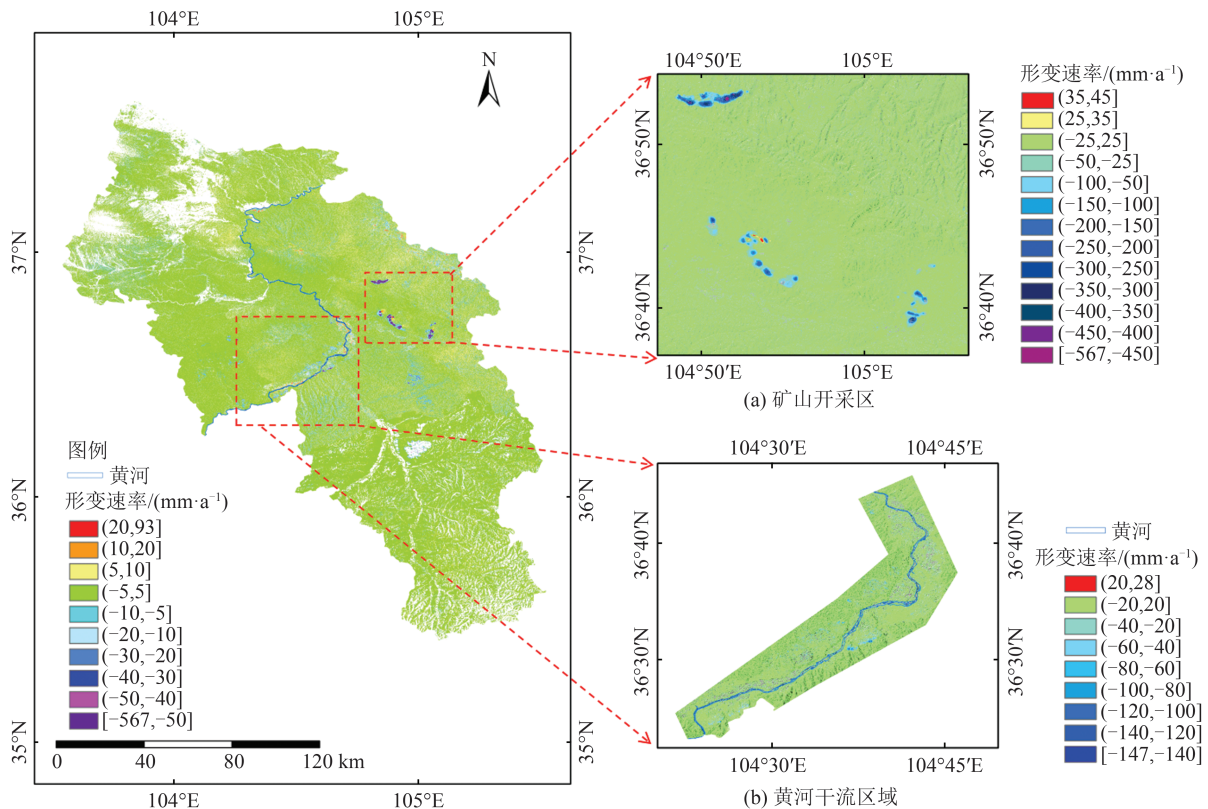 104°E
105°E
37°N
36°N
35°N
37°N
36°N
35°N
104°E
105°E
N
图例
黄河
形变速率/(mm·a⁻¹)
(20,93]
(10,20]
(5,10]
(−5,5]
(−10,−5]
(−20,−10]
(−30,−20]
(−40,−30]
(−50,−40]
[−567,−50]
0 40 80 120 km
104°50′E
105°E
36°50′N
36°40′N
36°50′N
36°40′N
104°50′E
105°E
(a) 矿山开采区
形变速率/(mm·a⁻¹)
(35,45]
(25,35]
(−25,25]
(−50,−25]
(−100,−50]
(−150,−100]
(−200,−150]
(−250,−200]
(−300,−250]
(−350,−300]
(−400,−350]
(−450,−400]
[−567,−450]
104°30′E
104°45′E
36°40′N
36°30′N
36°40′N
36°30′N
104°30′E
104°45′E
(b) 黄河干流区域
黄河
形变速率/(mm·a⁻¹)
(20,28]
(−20,20]
(−40,−20]
(−60,−40]
(−80,−60]
(−100,−80]
(−120,−100]
(−140,−120]
[−147,−140]